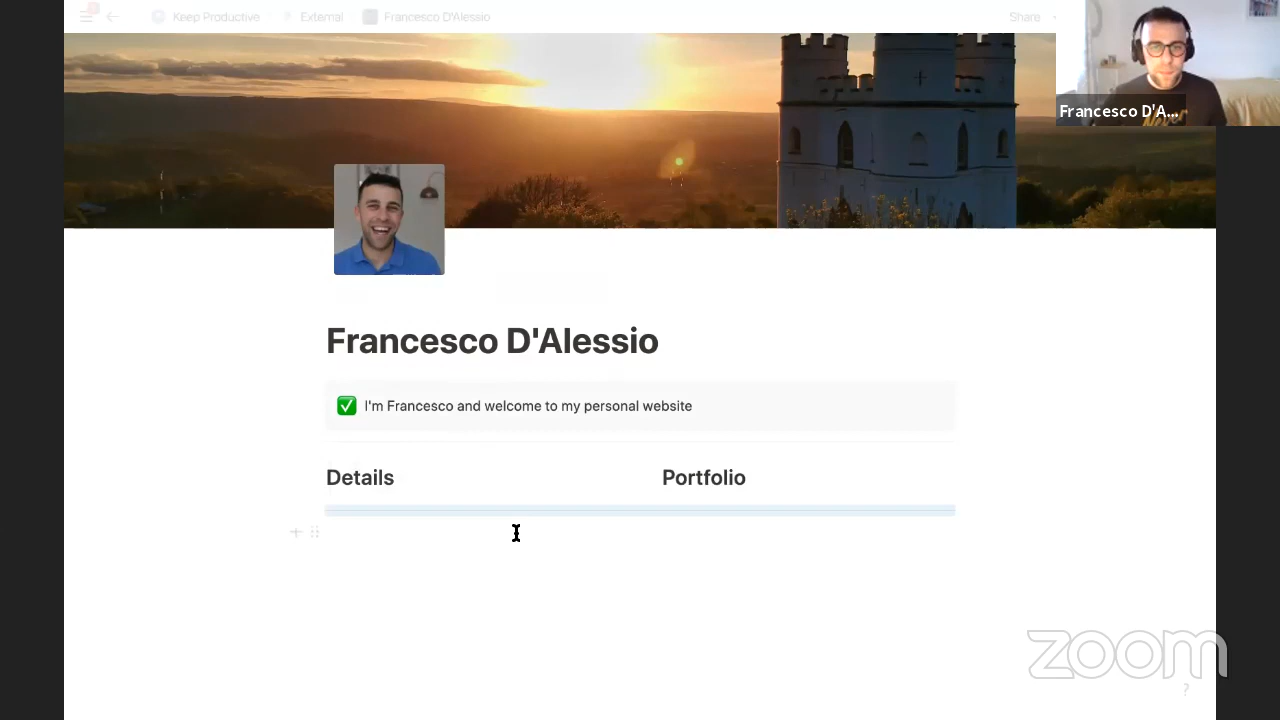 Keep Productive
External
Francesco D'Alessio
Share
Francesco D'A...
Francesco D'Alessio
I'm Francesco and welcome to my personal website
Details
Portfolio
zoom
?